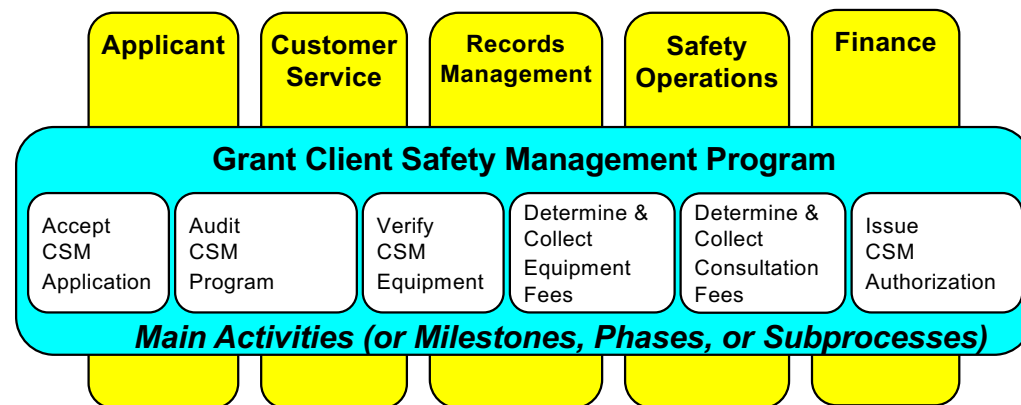 Applicant
Customer
Service
Records
Management
Safety
Operations
Finance
Grant Client Safety Management Program
Accept
CSM
Application
Audit
CSM
Program
Verify
CSM
Equipment
Determine &
Collect
Equipment
Fees
Determine &
Collect
Consultation
Fees
Issue
CSM
Authorization
Main Activities (or Milestones, Phases, or Subprocesses)